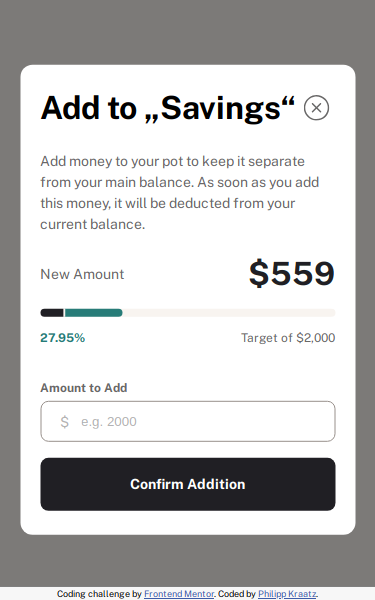 Add to „Savings“
Add money to your pot to keep it separate
from your main balance. As soon as you add
this money, it will be deducted from your
current balance.
New Amount $559
27.95% Target of $2,000
Amount to Add
$ e.g. 2000
Confirm Addition
Coding challenge by Frontend Mentor. Coded by Philipp Kraatz.